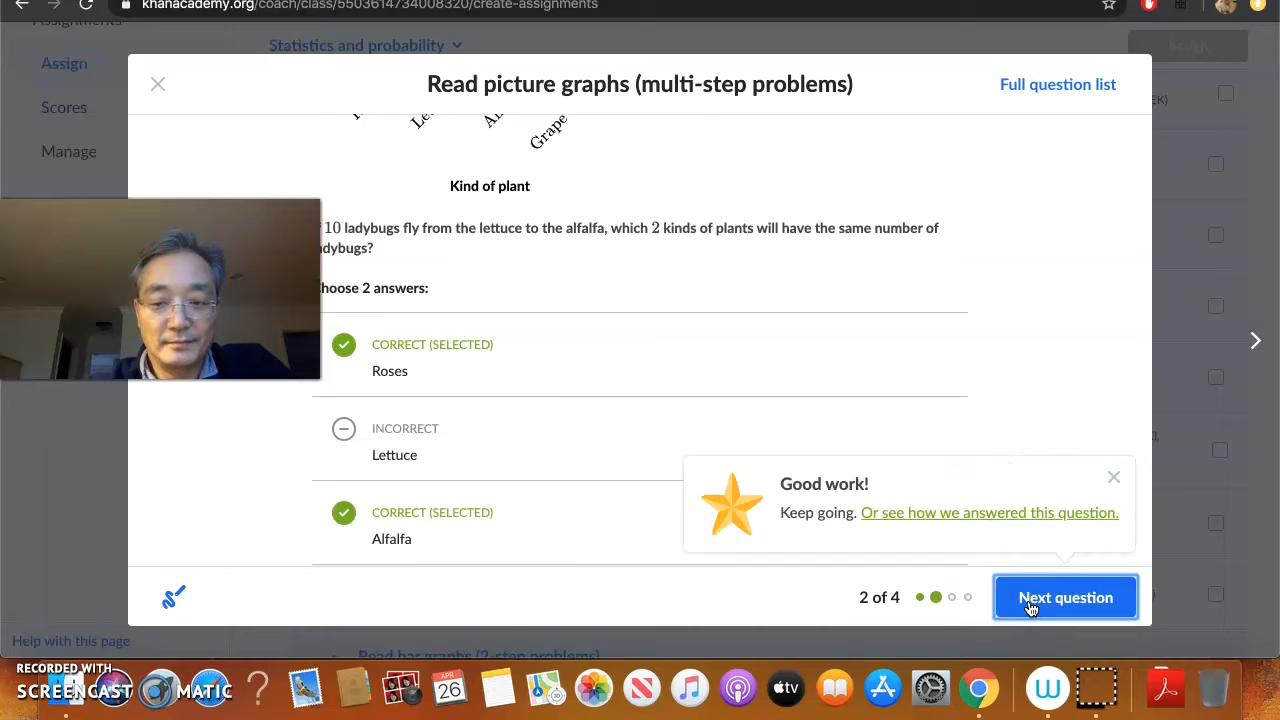 khanacademy.org/coach/class/5503614734008320/create-assignments
Assignments
Statistics and probability
Assign
Assign
Scores
Manage
Read picture graphs (multi-step problems)
Full question list
Grape
Kind of plant
10 ladybugs fly from the lettuce to the alfalfa, which 2 kinds of plants will have the same number of
dybugs?
hoose 2 answers:
CORRECT (SELECTED)
Roses
INCORRECT
Lettuce
CORRECT (SELECTED)
Alfalfa
Good work!
Keep going. Or see how we answered this question.
2 of 4
Next question
Help with this page
Read bar graphs (2-step problems)
RECORDED WITH
SCREENCAST MATIC
APR
26
tv